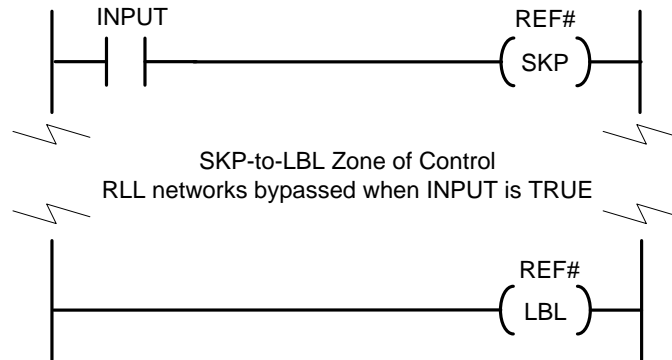 INPUT
REF#
SKP
SKP-to-LBL Zone of Control
RLL networks bypassed when INPUT is TRUE
REF#
LBL